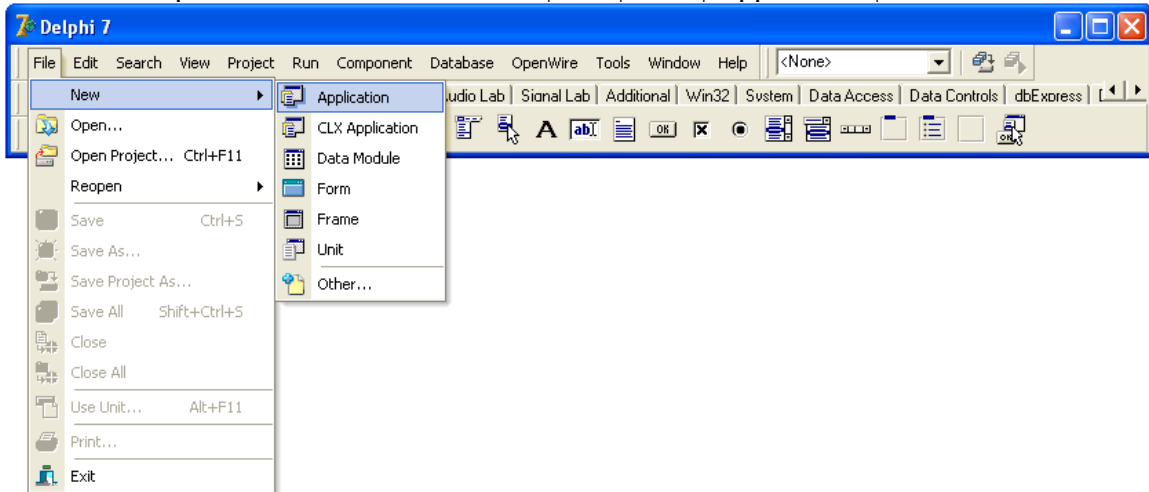 Delphi 7
File Edit Search View Project Run Component Database OpenWire Tools Window Help <None>
New Application udio Lab Signal Lab Additional Win32 System Data Access Data Controls dbExpress
Open... CLX Application
Open Project... Ctrl+F11 Data Module
Reopen Form
Save Ctrl+S Frame
Save As... Unit
Save Project As... Other...
Save All Shift+Ctrl+S
Close
Close All
Use Unit... Alt+F11
Print...
Exit